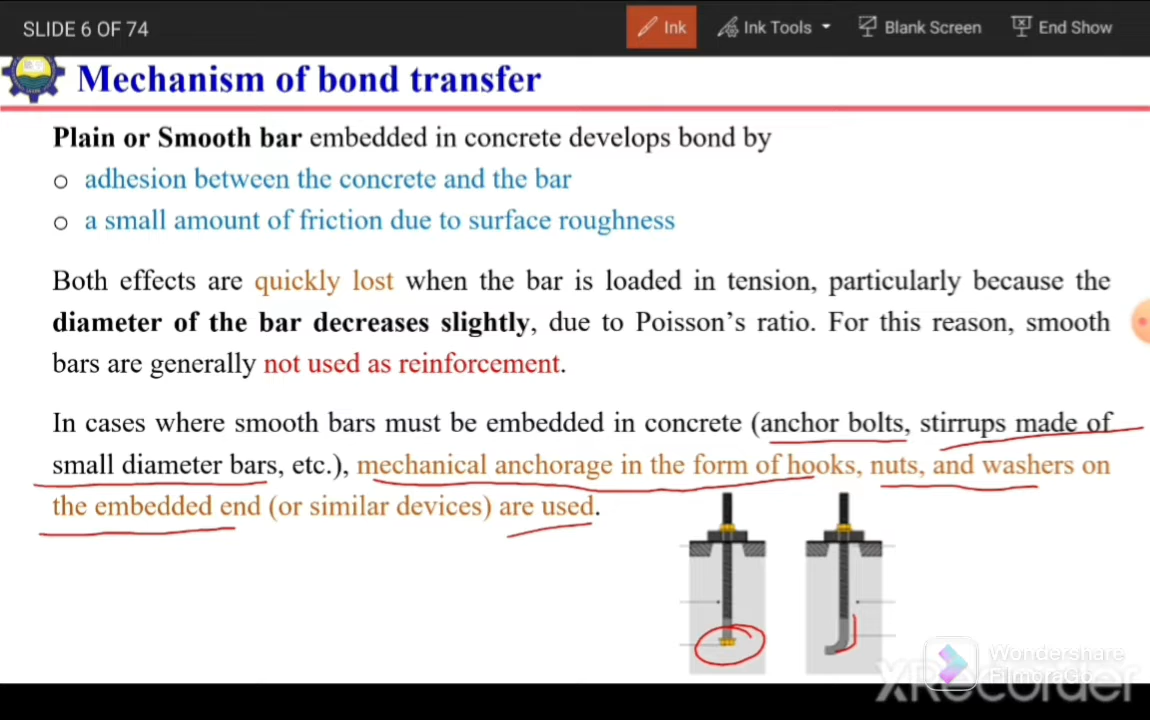 SLIDE 6 OF 74
Ink
Ink Tools
Blank Screen
End Show
Mechanism of bond transfer
Plain or Smooth bar embedded in concrete develops bond by
o adhesion between the concrete and the bar
o a small amount of friction due to surface roughness
Both effects are quickly lost when the bar is loaded in tension, particularly because the
diameter of the bar decreases slightly, due to Poisson’s ratio. For this reason, smooth
bars are generally not used as reinforcement.
In cases where smooth bars must be embedded in concrete (anchor bolts, stirrups made of
small diameter bars, etc.), mechanical anchorage in the form of hooks, nuts, and washers on
the embedded end (or similar devices) are used.
Wondershare
FilmoraGo
XRecorder